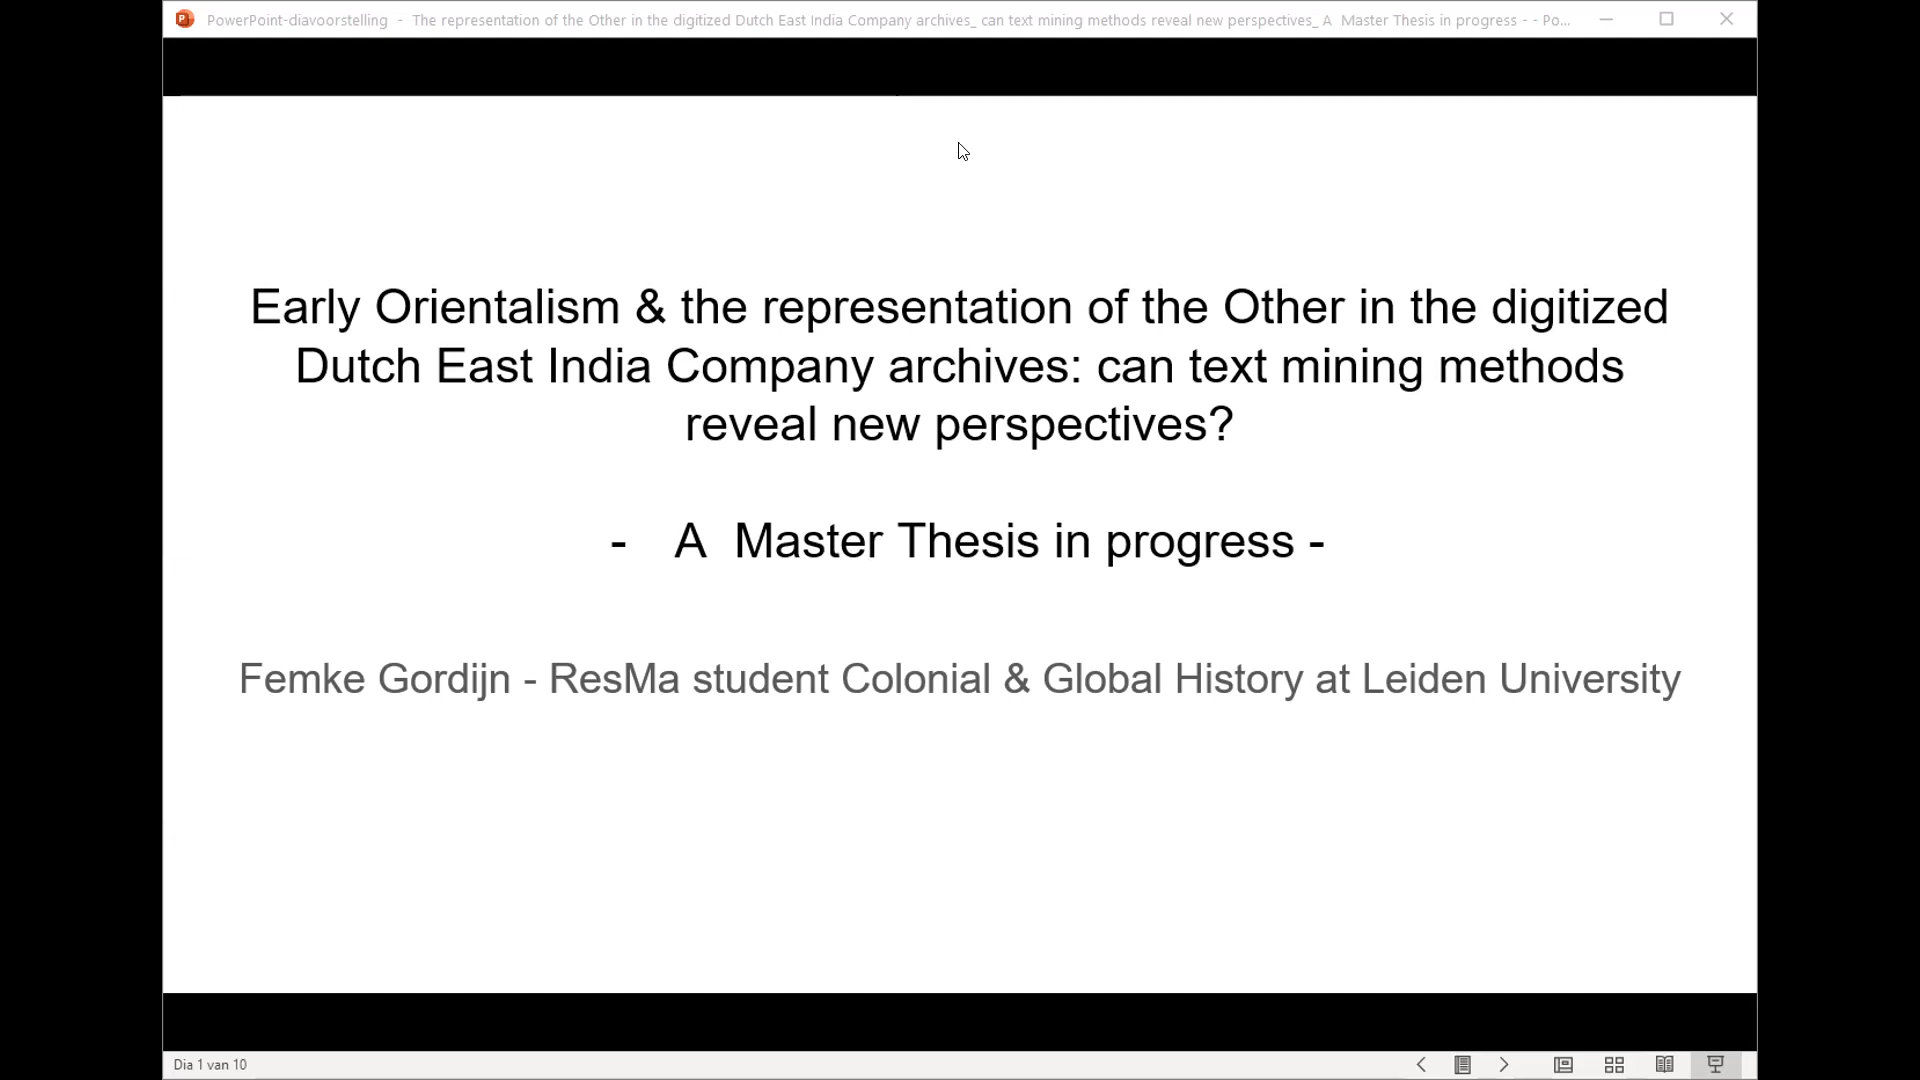 PowerPoint-diavoorstelling - The representation of the Other in the digitized Dutch East India Company archives_ can text mining methods reveal new perspectives_ A Master Thesis in progress - - Po...
Early Orientalism & the representation of the Other in the digitized
Dutch East India Company archives: can text mining methods
reveal new perspectives?
- A Master Thesis in progress -
Femke Gordijn - ResMa student Colonial & Global History at Leiden University
Dia 1 van 10